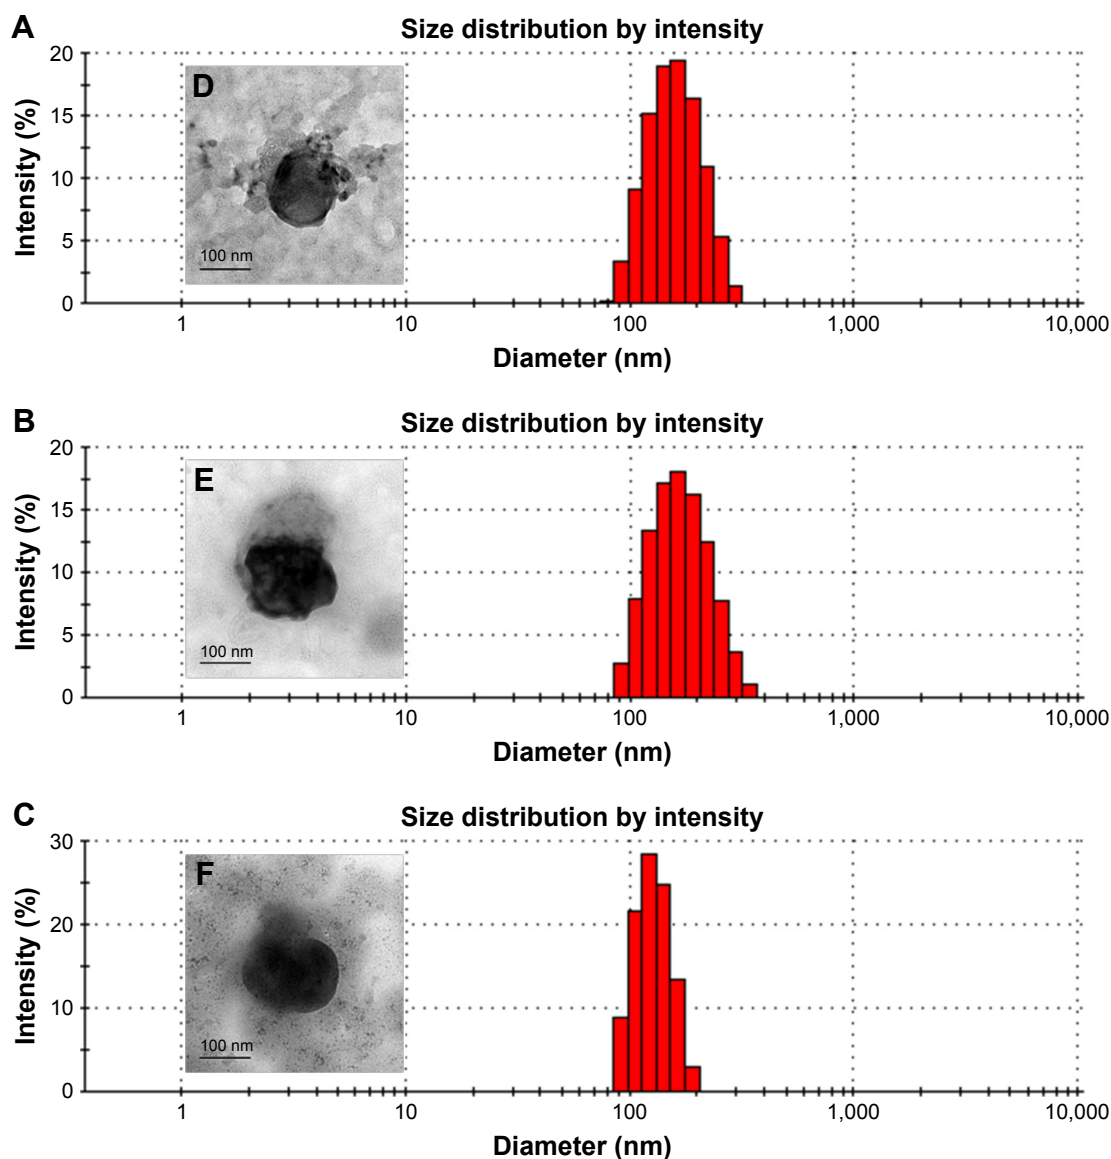 A
Size distribution by intensity
Intensity (%)
20
15
10
5
0
D
100 nm
1 10 100 1,000 10,000
Diameter (nm)
B
Size distribution by intensity
Intensity (%)
20
15
10
5
0
E
100 nm
1 10 100 1,000 10,000
Diameter (nm)
C
Size distribution by intensity
Intensity (%)
30
20
10
0
F
100 nm
1 10 100 1,000 10,000
Diameter (nm)